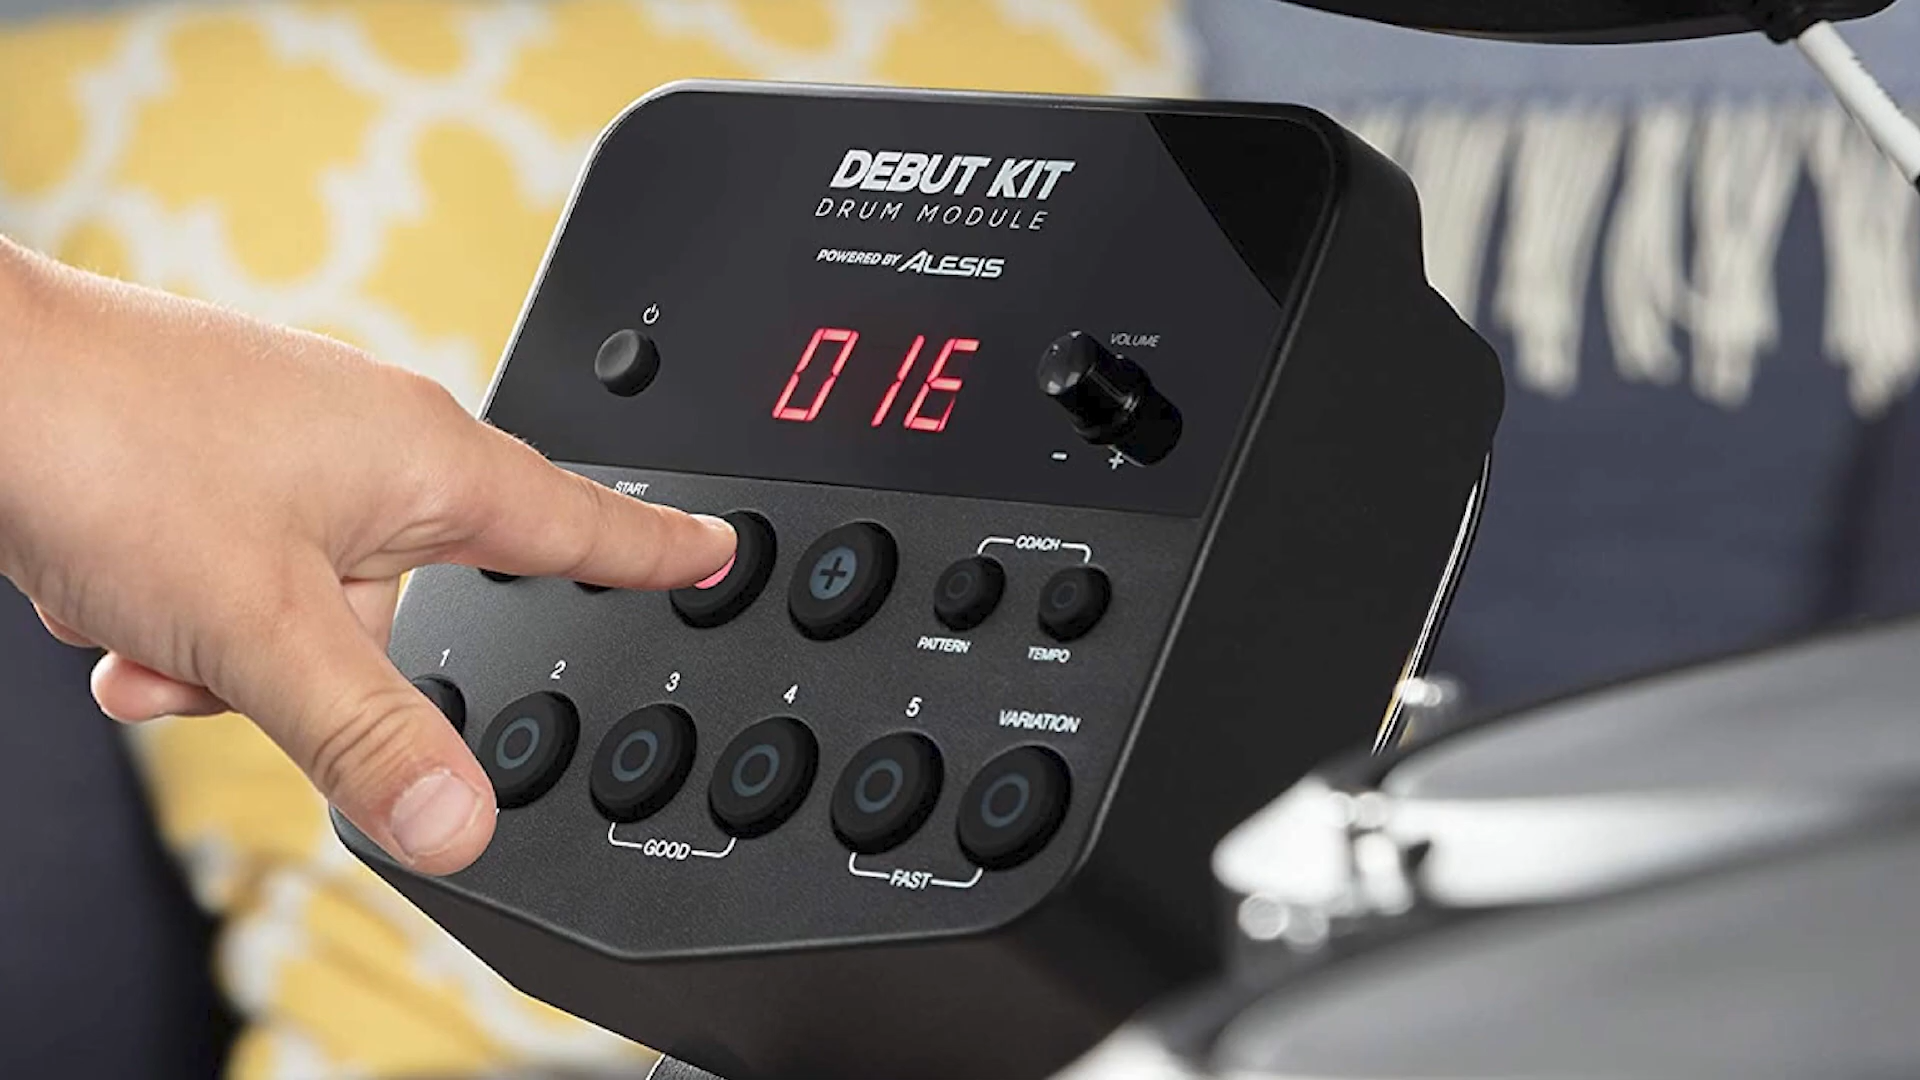 DEBUT KIT
DRUM MODULE
POWERED BY ALESIS
VOLUME
01E
- +
START
+
COACH
PATTERN TEMPO
1 2 3 4 5 VARIATION
GOOD
FAST